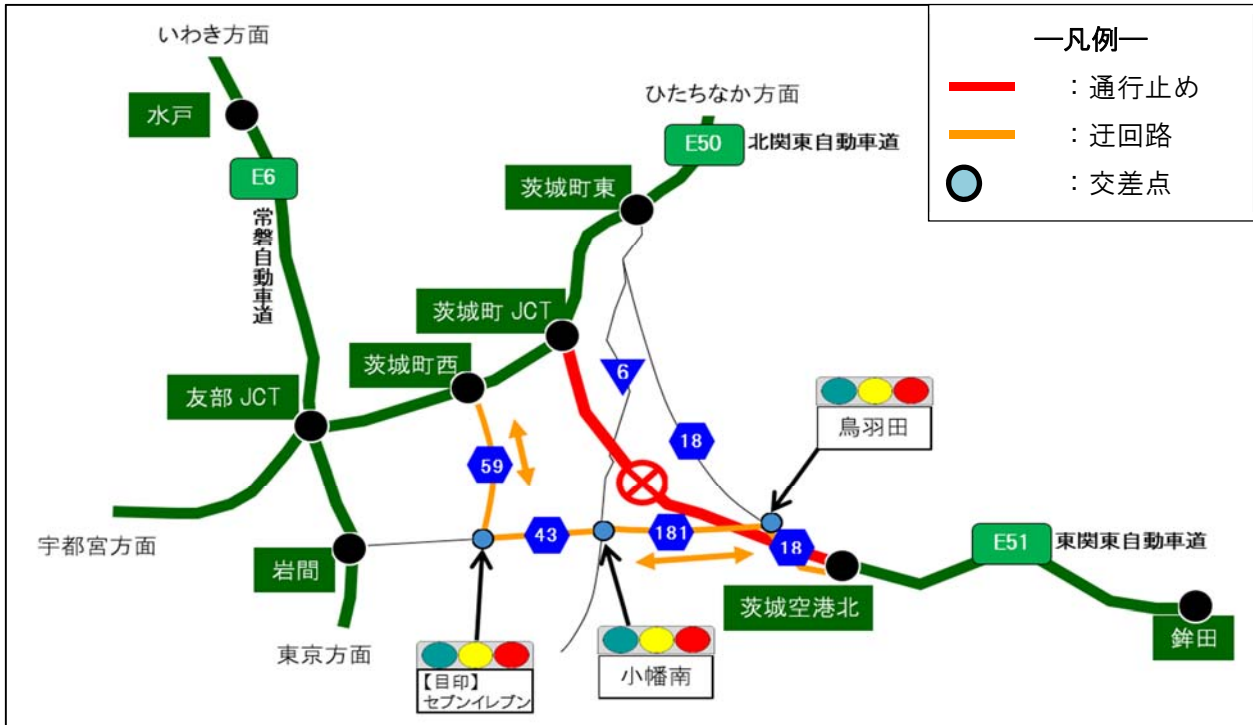 いわき方面
水戸
E6
常磐自動車道
ひたちなか方面
E50
北関東自動車道
茨城町東
茨城町 JCT
茨城町西
友部 JCT
宇都宮方面
岩間
東京方面
59
43
6
18
181
18
鳥羽田
【目印】
セブンイレブン
小幡南
茨城空港北
E51
東関東自動車道
鉾田
―凡例―
：通行止め
：迂回路
：交差点